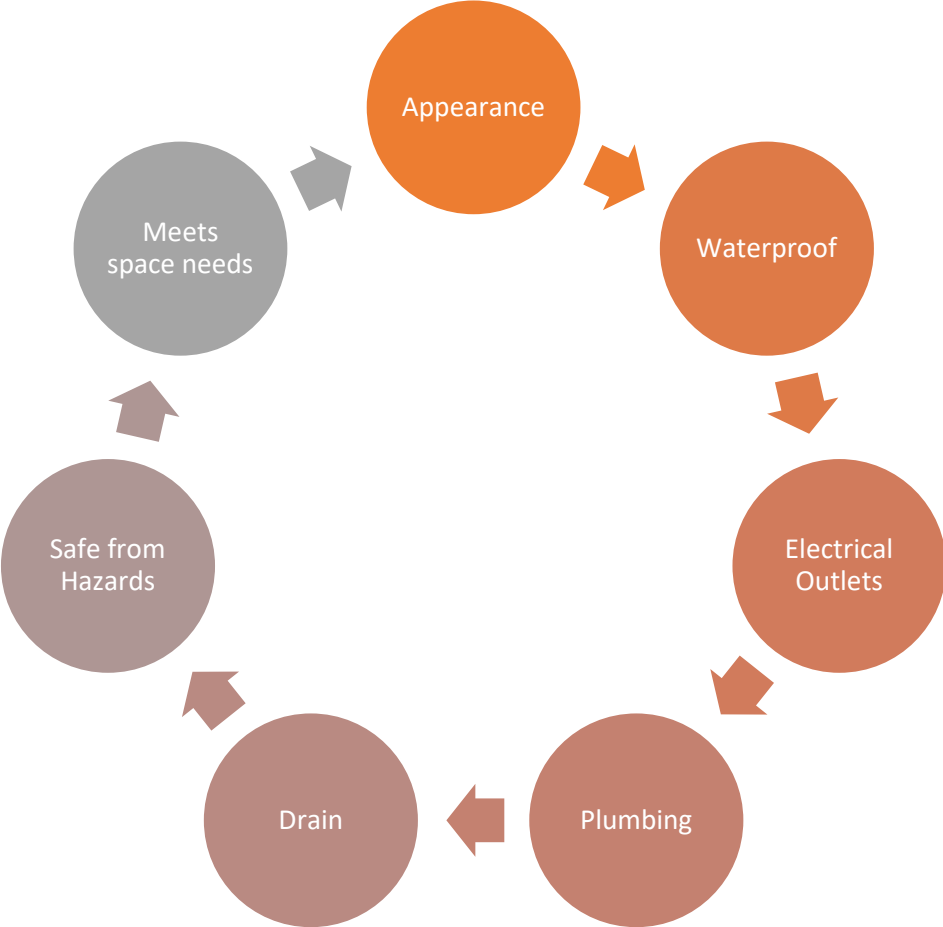 Appearance
Waterproof
Electrical
Outlets
Plumbing
Drain
Safe from
Hazards
Meets
space needs